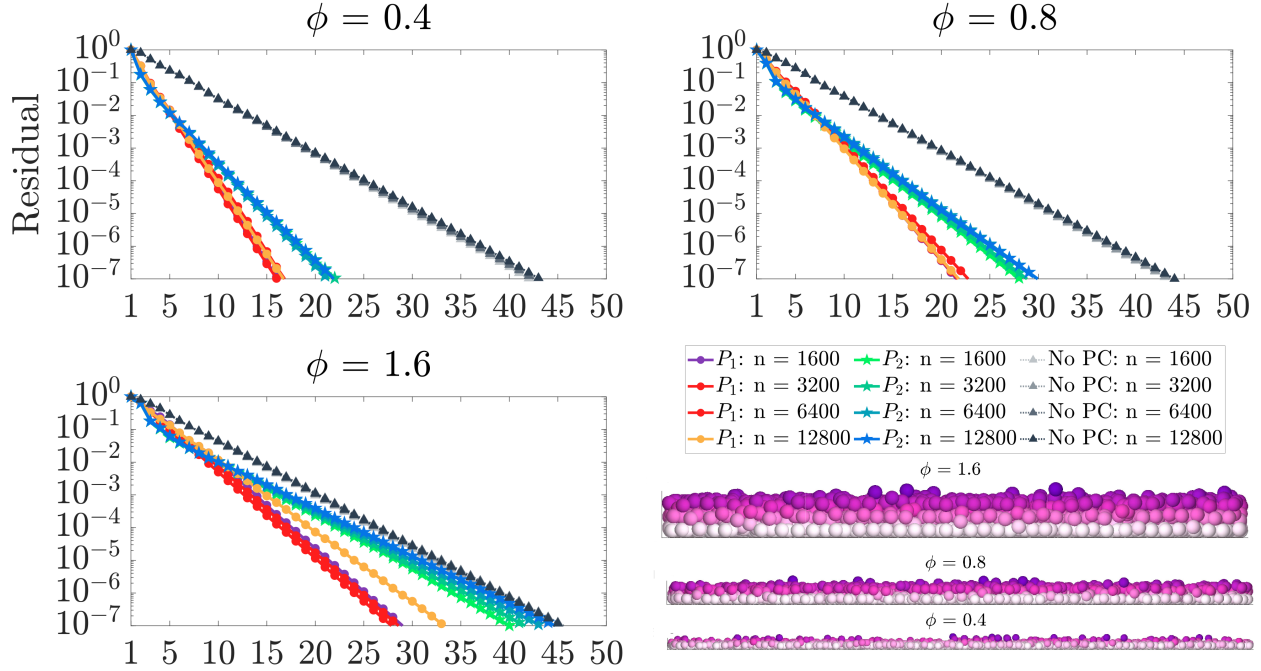 ϕ = 0.4
10⁰
10⁻¹
10⁻²
10⁻³
10⁻⁴
10⁻⁵
10⁻⁶
10⁻⁷
Residual
1 5 10 15 20 25 30 35 40 45 50
ϕ = 0.8
10⁰
10⁻¹
10⁻²
10⁻³
10⁻⁴
10⁻⁵
10⁻⁶
10⁻⁷
1 5 10 15 20 25 30 35 40 45 50
ϕ = 1.6
10⁰
10⁻¹
10⁻²
10⁻³
10⁻⁴
10⁻⁵
10⁻⁶
10⁻⁷
1 5 10 15 20 25 30 35 40 45 50
P₁: n = 1600 P₂: n = 1600 No PC: n = 1600
P₁: n = 3200 P₂: n = 3200 No PC: n = 3200
P₁: n = 6400 P₂: n = 6400 No PC: n = 6400
P₁: n = 12800 P₂: n = 12800 No PC: n = 12800
ϕ = 1.6
ϕ = 0.8
ϕ = 0.4